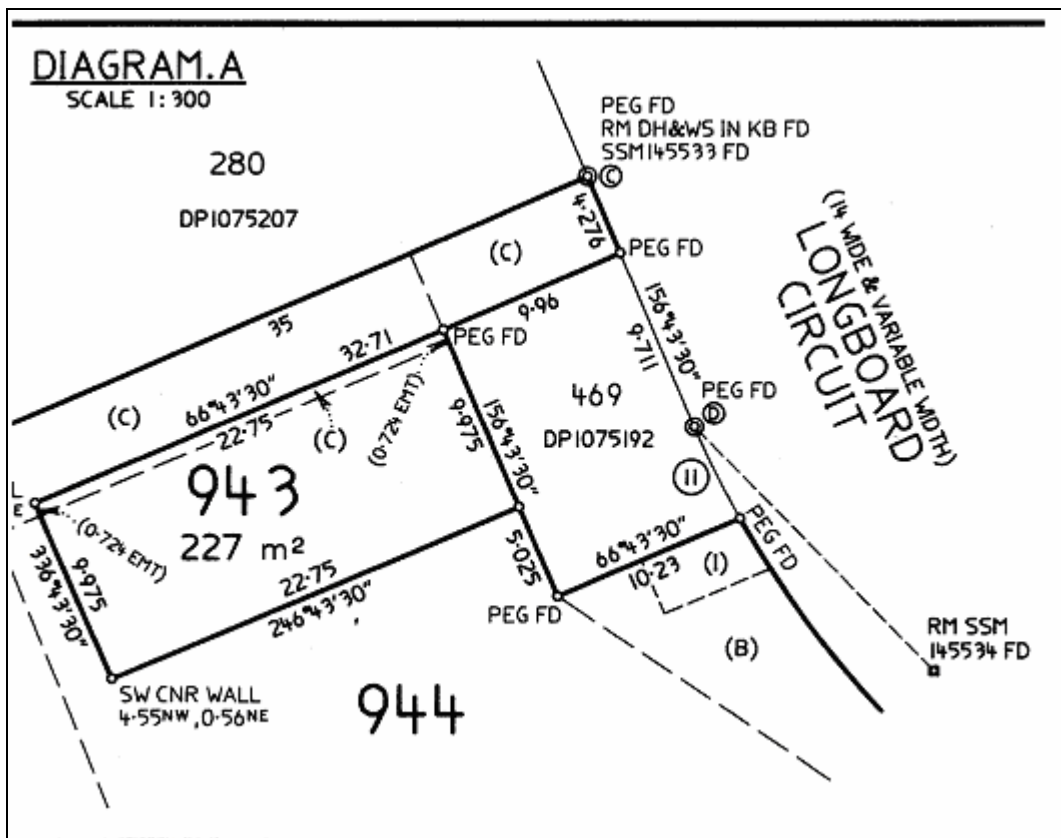 DIAGRAM.A
SCALE 1:300
280
DP1075207
PEG FD
RM DH&WS IN KB FD
SSM145533 FD
C
4·276
(C)
PEG FD
(14 WIDE & VARIABLE WIDTH)
LONGBOARD
CIRCUIT
35
9·96
156°43'30"
9·711
32·71
PEG FD
66°43'30"
22·75
(C)
(C)
(0·724 EMT)
9·975
156°43'30"
469
DP1075192
PEG FD
D
11
943
227 m²
L
E
(0·724 EMT)
336°43'30"
9·975
22·75
246°43'30"
5·025
66°43'30"
10·23
PEG FD
(1)
PEG FD
(B)
RM SSM
145534 FD
SW CNR WALL
4·55NW, 0·56NE
944